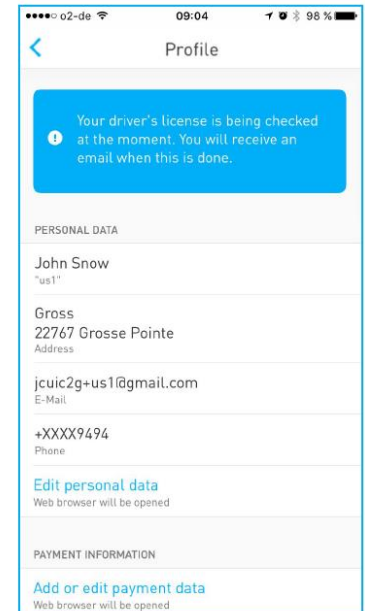 o2-de 09:04 98 %
Profile
Your driver's license is being checked
at the moment. You will receive an
email when this is done.
PERSONAL DATA
John Snow
"us1"
Gross
22767 Grosse Pointe
Address
jcuic2g+us1@gmail.com
E-Mail
+XXXX9494
Phone
Edit personal data
Web browser will be opened
PAYMENT INFORMATION
Add or edit payment data
Web browser will be opened